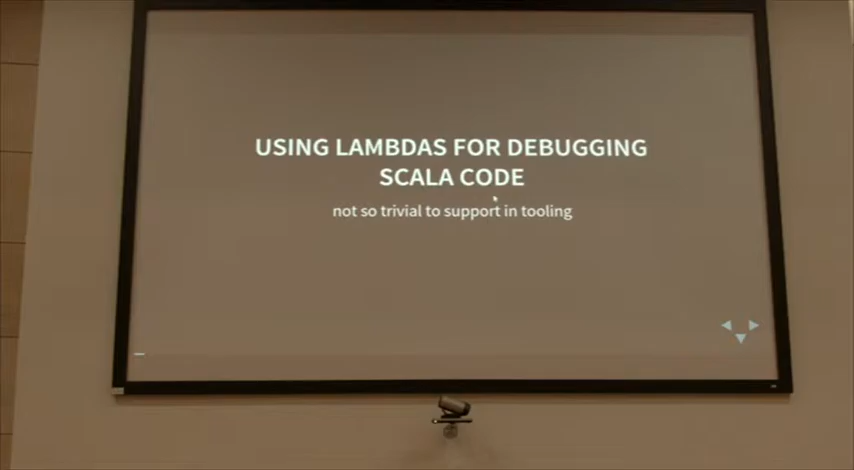 USING LAMBDAS FOR DEBUGGING
SCALA CODE
not so trivial to support in tooling